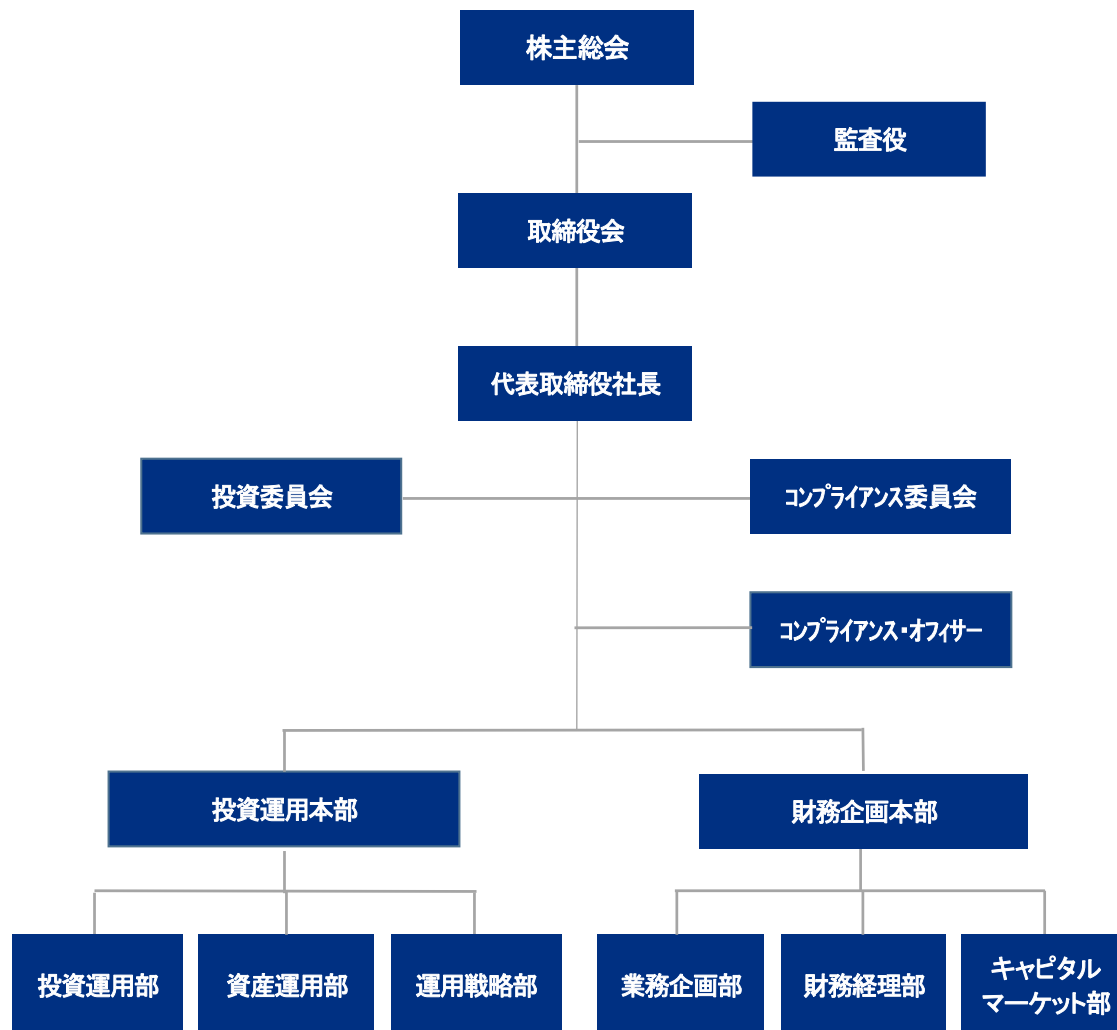 株主総会
監査役
取締役会
代表取締役社長
投資委員会
コンプライアンス委員会
コンプライアンス・オフィサー
投資運用本部
財務企画本部
投資運用部
資産運用部
運用戦略部
業務企画部
財務経理部
キャピタル
マーケット部